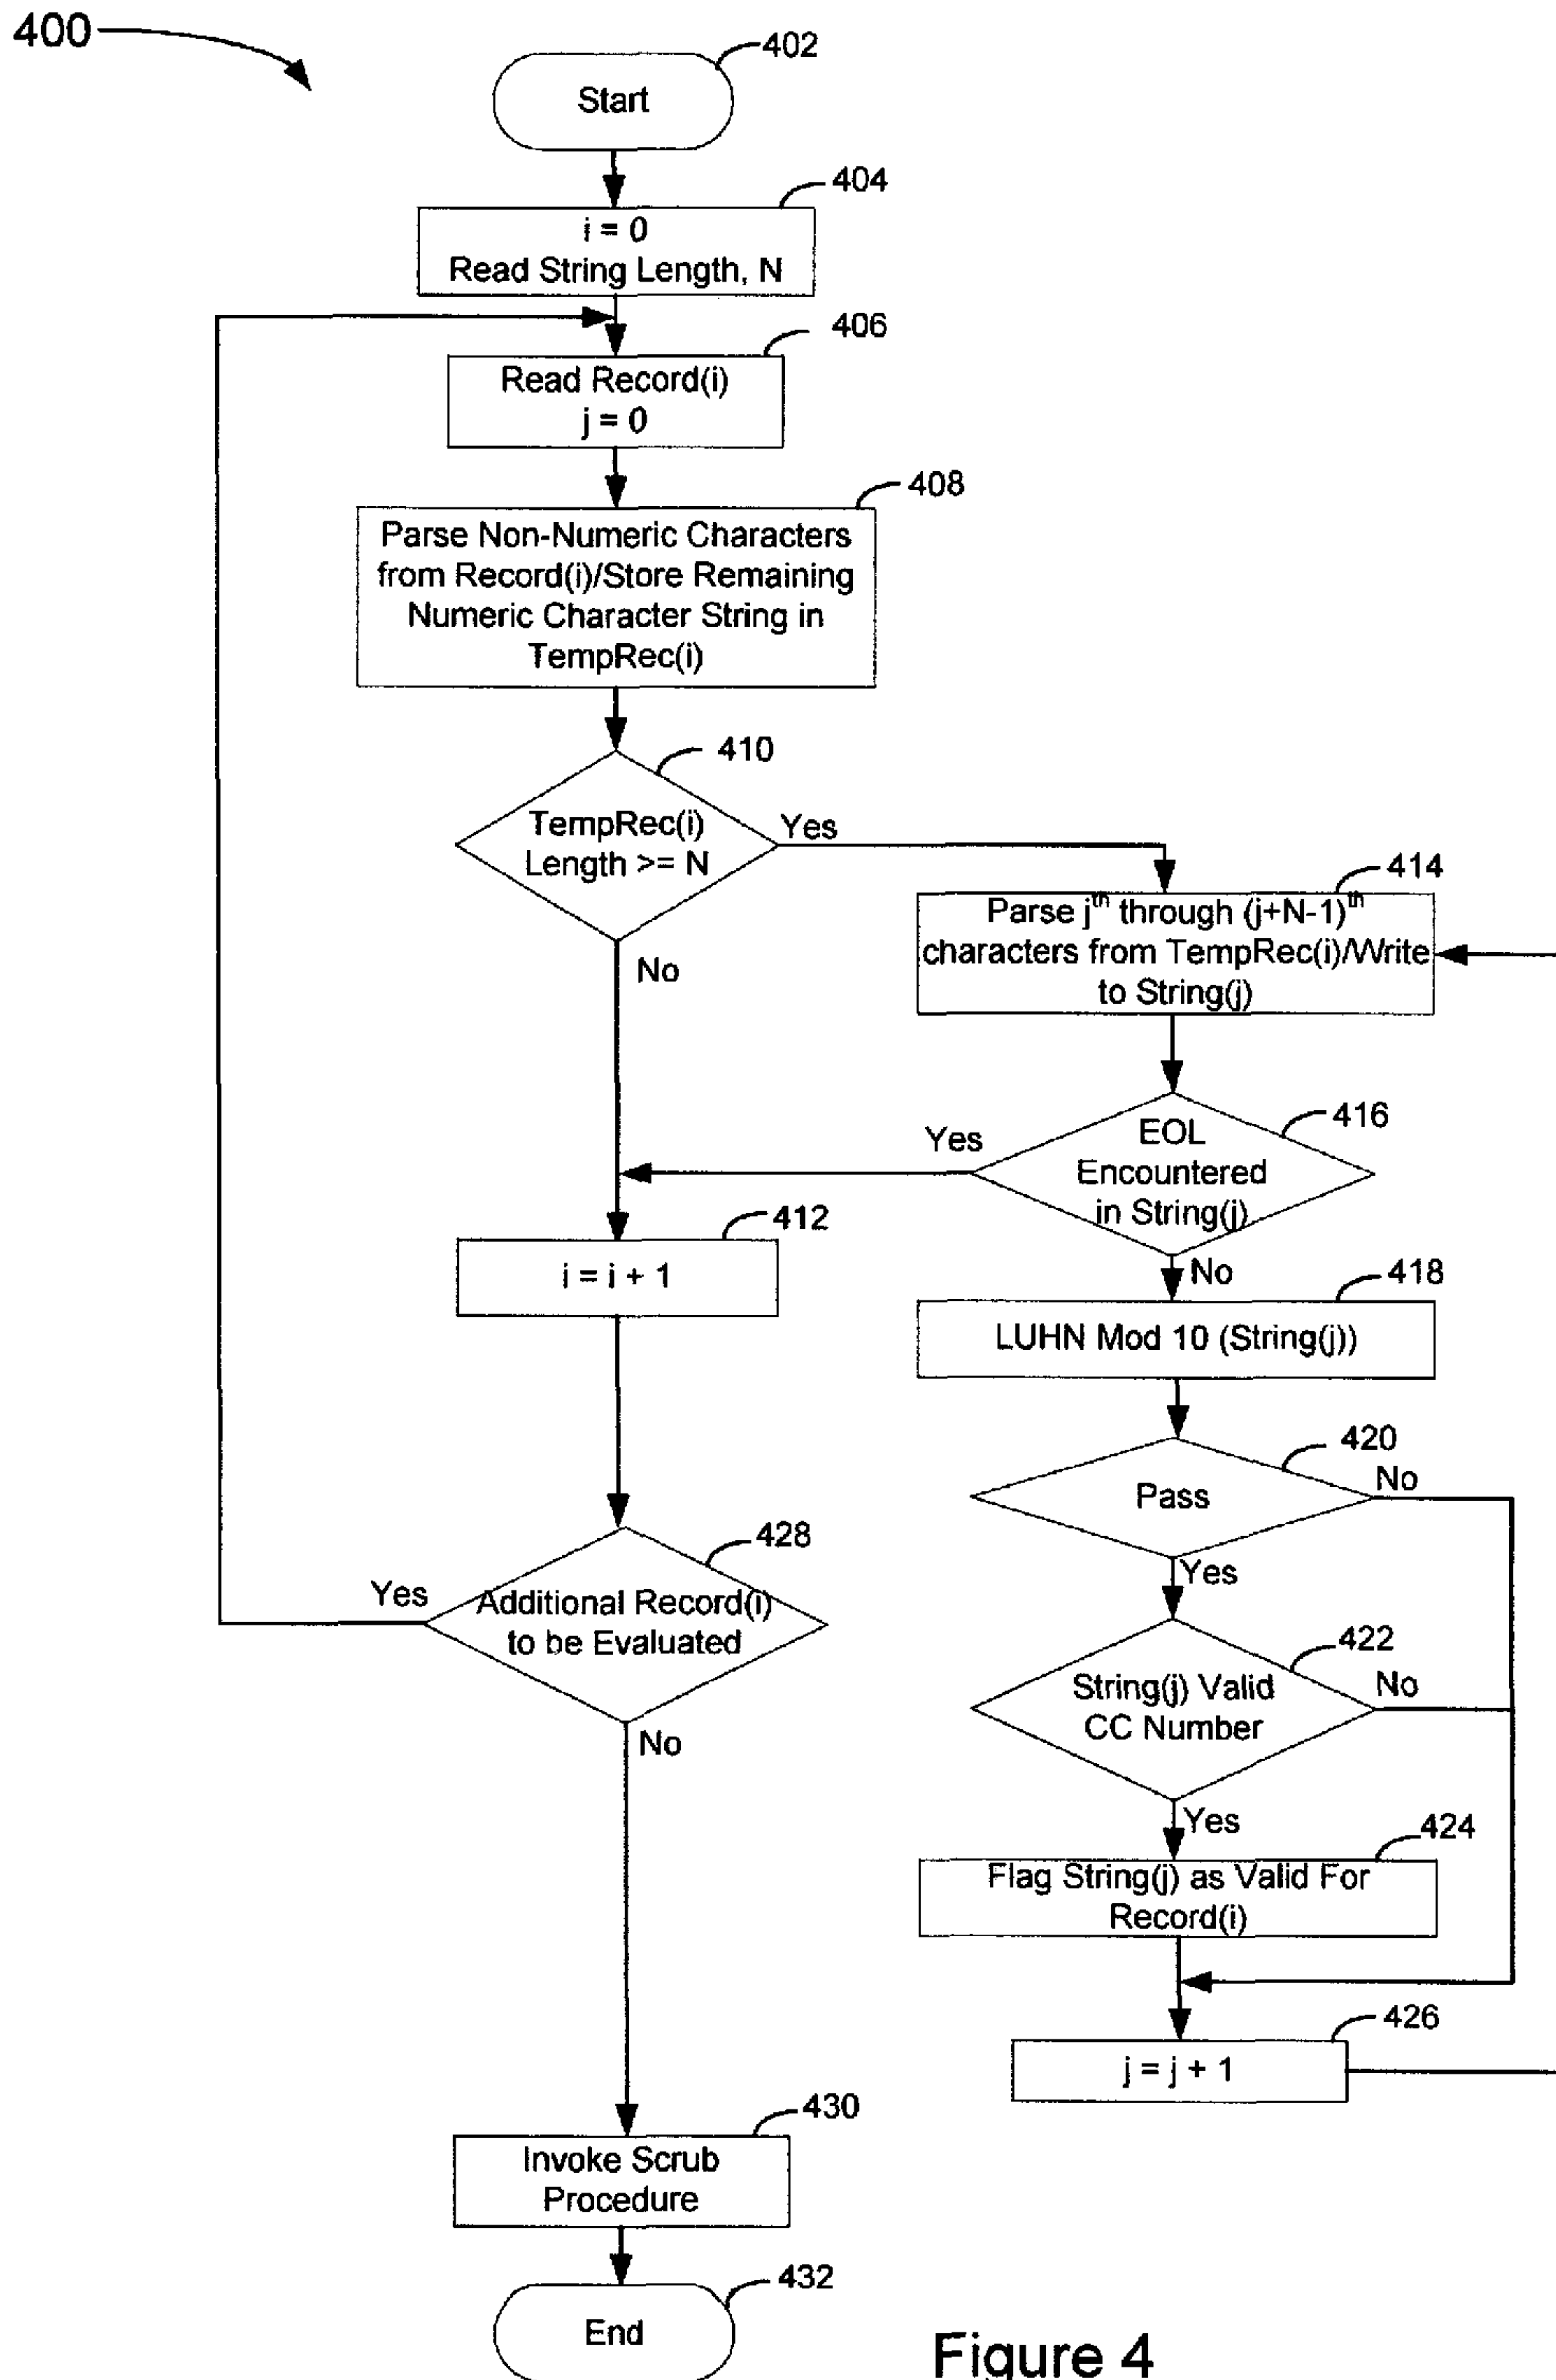 400
402
Start
404
i = 0
Read String Length, N
406
Read Record(i)
j = 0
408
Parse Non-Numeric Characters
from Record(i)/Store Remaining
Numeric Character String in
TempRec(i)
410
TempRec(i)
Length >= N
Yes
No
414
Parse jth through (j+N-1)th
characters from TempRec(i)/Write
to String(j)
416
EOL
Encountered
in String(j)
Yes
No
412
i = i + 1
418
LUHN Mod 10 (String(j))
420
Pass
No
Yes
428
Additional Record(i)
to be Evaluated
Yes
No
422
String(j) Valid
CC Number
No
Yes
424
Flag String(j) as Valid For
Record(i)
426
j = j + 1
430
Invoke Scrub
Procedure
432
End
Figure 4